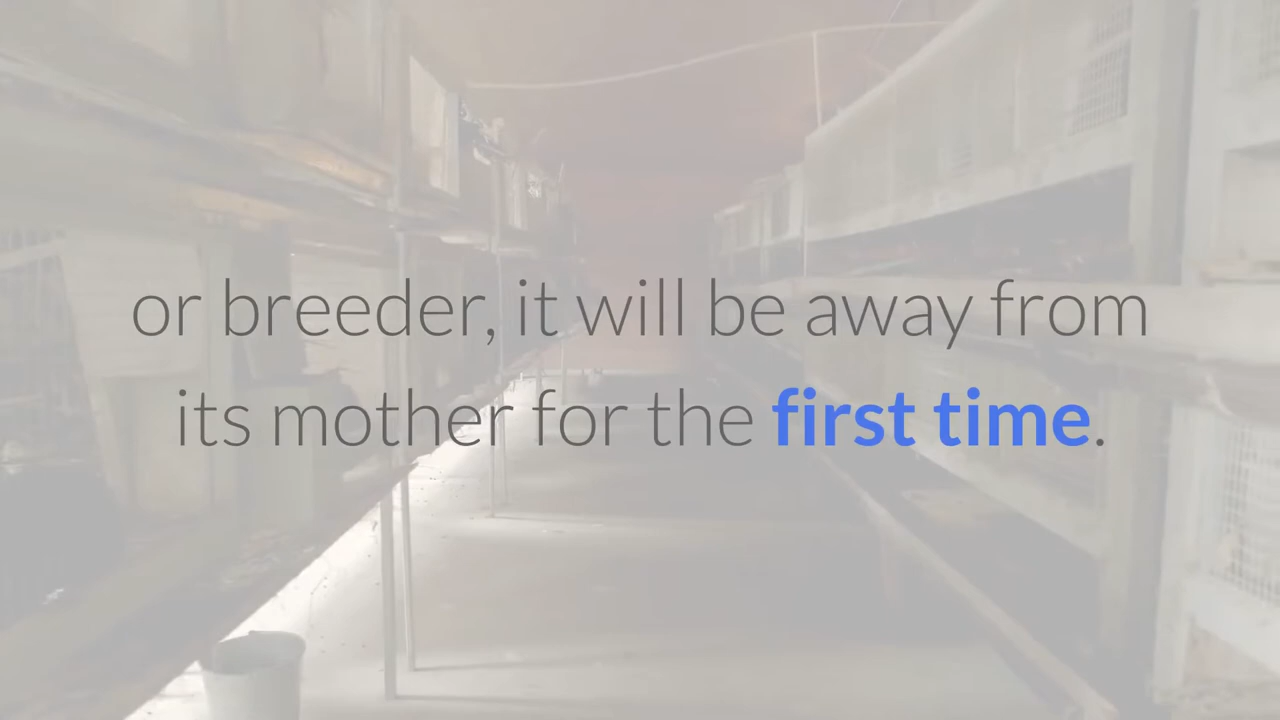 or breeder, it will be away from
its mother for the first time.